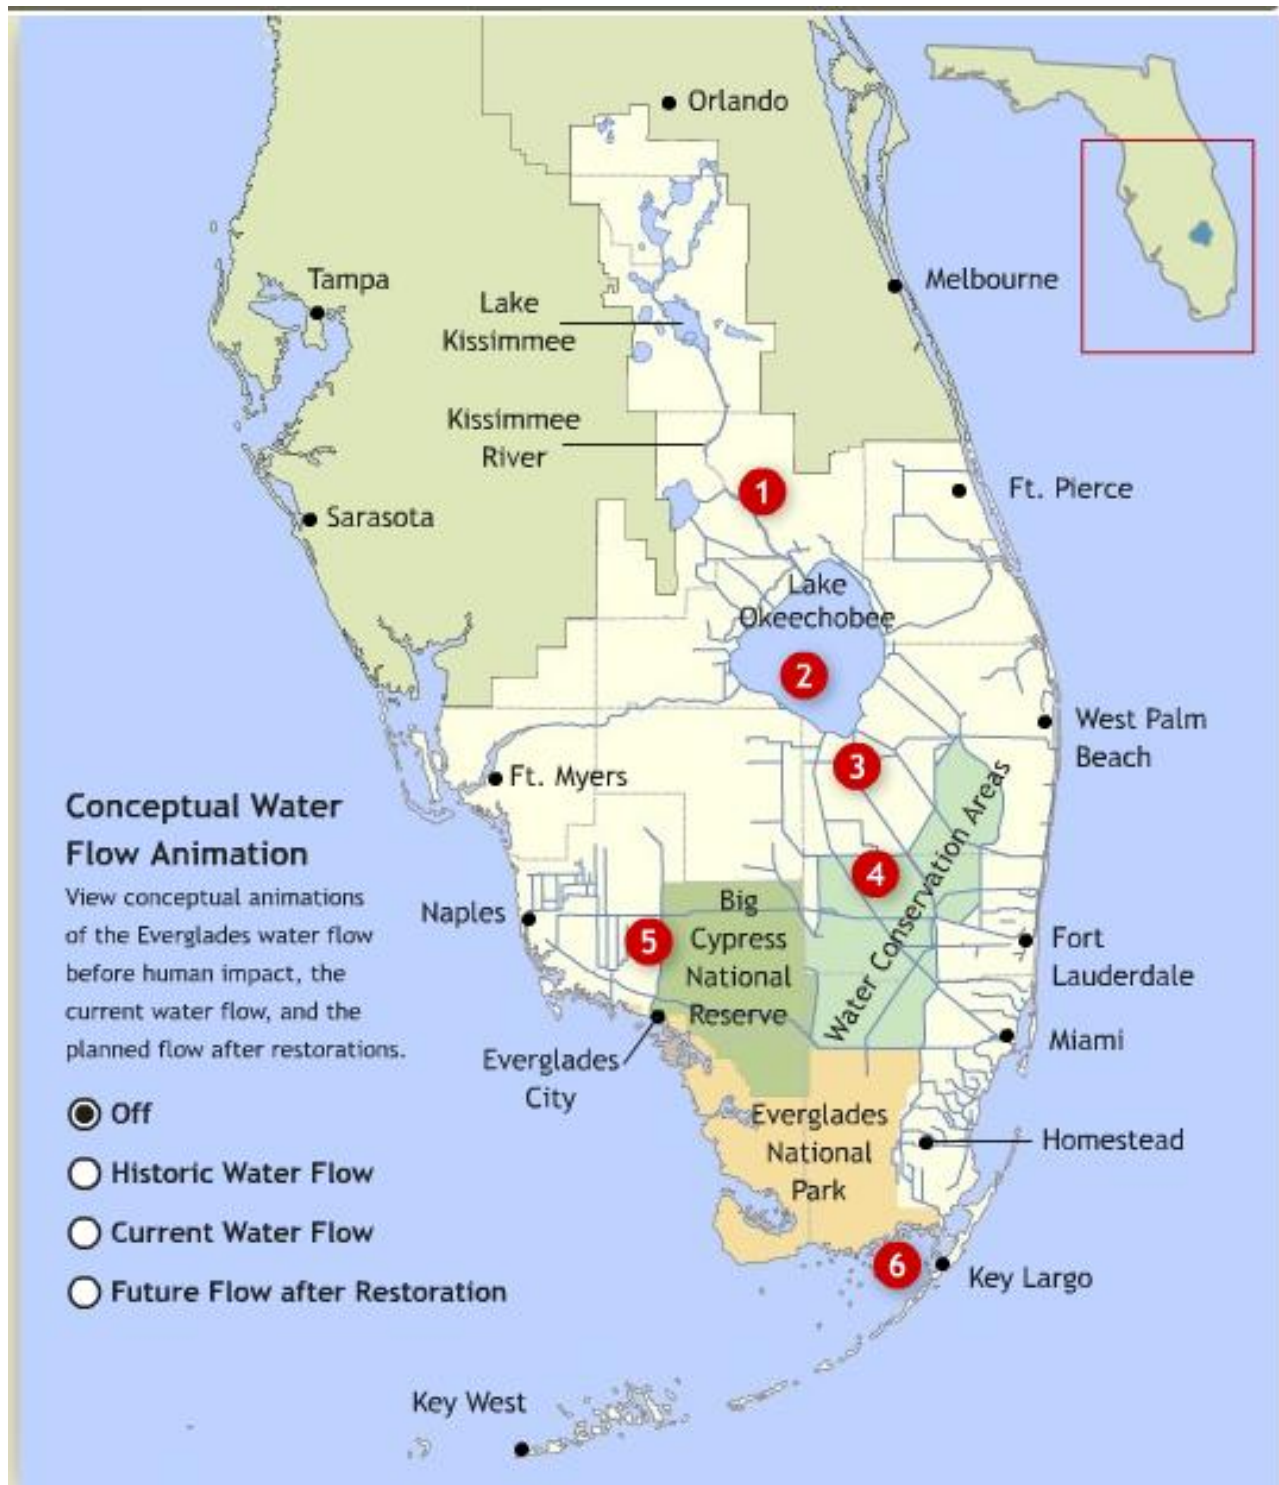 Orlando
Melbourne
Tampa
Lake
Kissimmee
Kissimmee
River
1
Ft. Pierce
Sarasota
Lake
Okeechobee
2
West Palm
Beach
3
Ft. Myers
Water Conservation Areas
4
Big
Cypress
National
Reserve
Naples
5
Fort
Lauderdale
Everglades
City
Miami
Everglades
National
Park
Homestead
6
Key Largo
Key West
Conceptual Water
Flow Animation
View conceptual animations
of the Everglades water flow
before human impact, the
current water flow, and the
planned flow after restorations.
Off
Historic Water Flow
Current Water Flow
Future Flow after Restoration